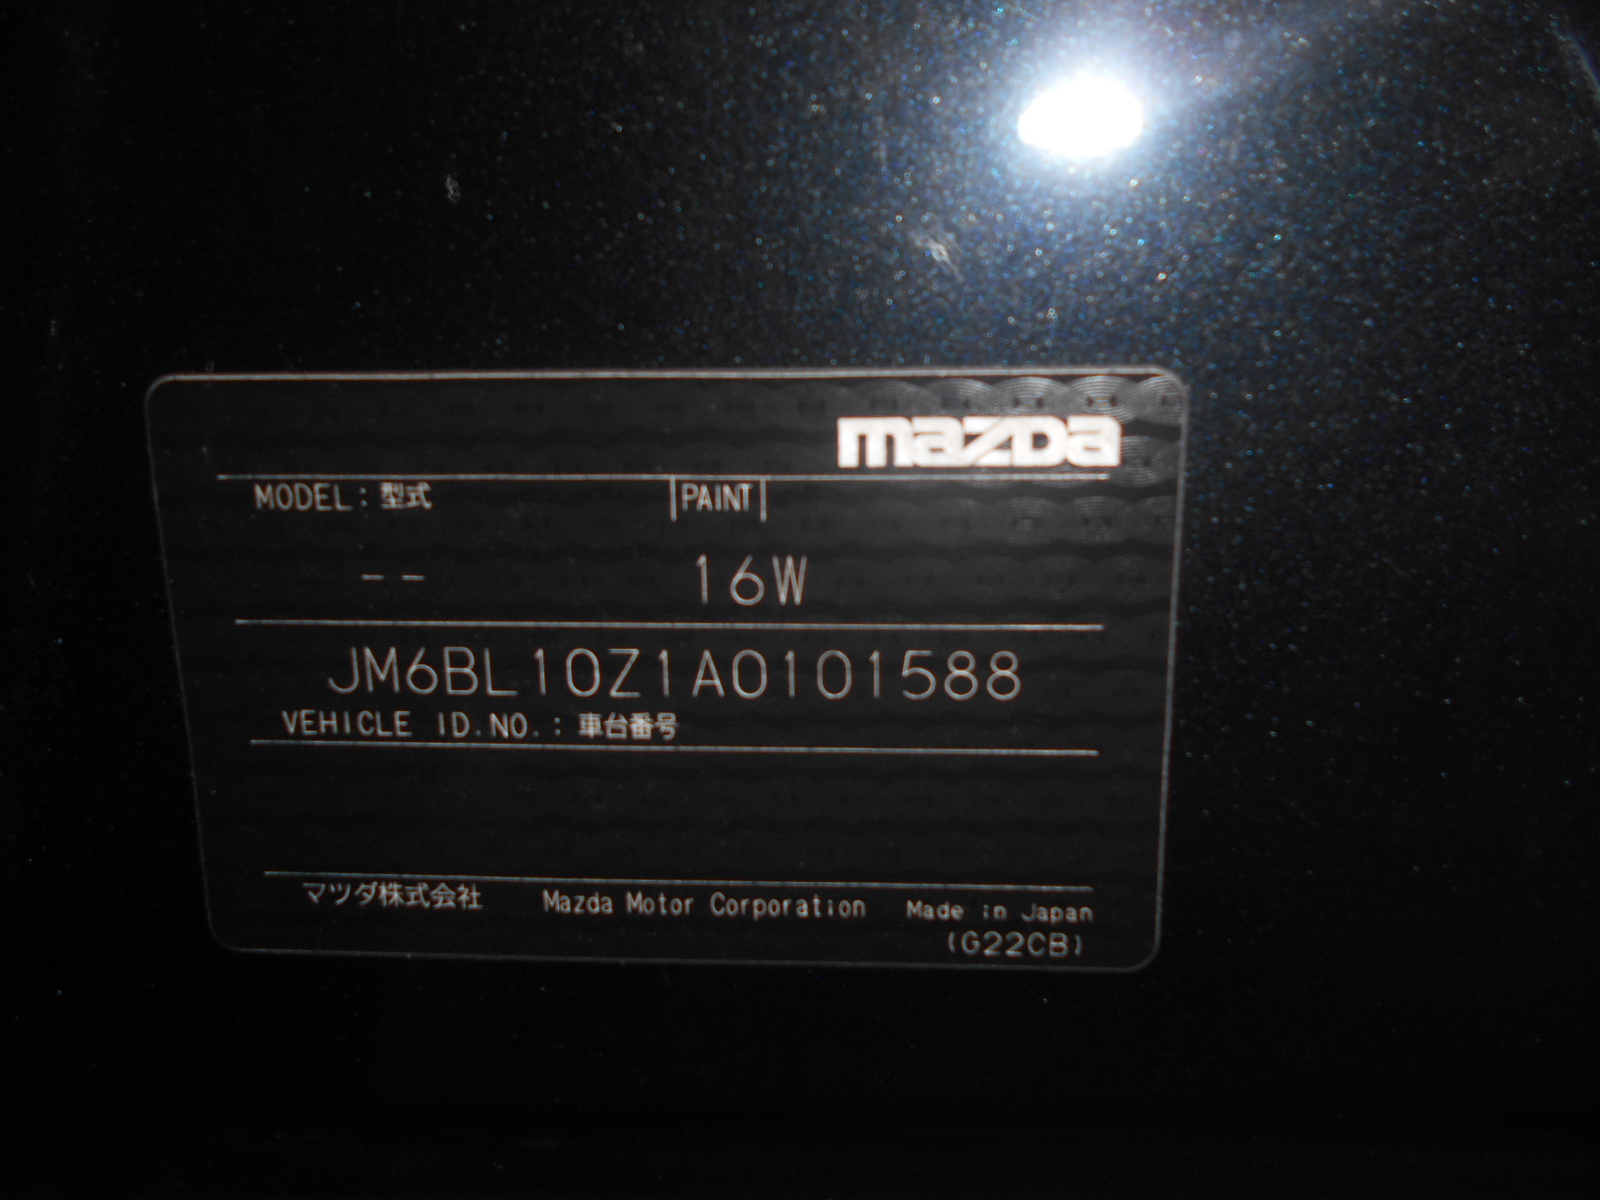 mazda
MODEL : 型式 |PAINT|
-- 16W
JM6BL10Z1A0101588
VEHICLE ID.NO. : 車台番号
マツダ株式会社 Mazda Motor Corporation Made in Japan
(G22CB)